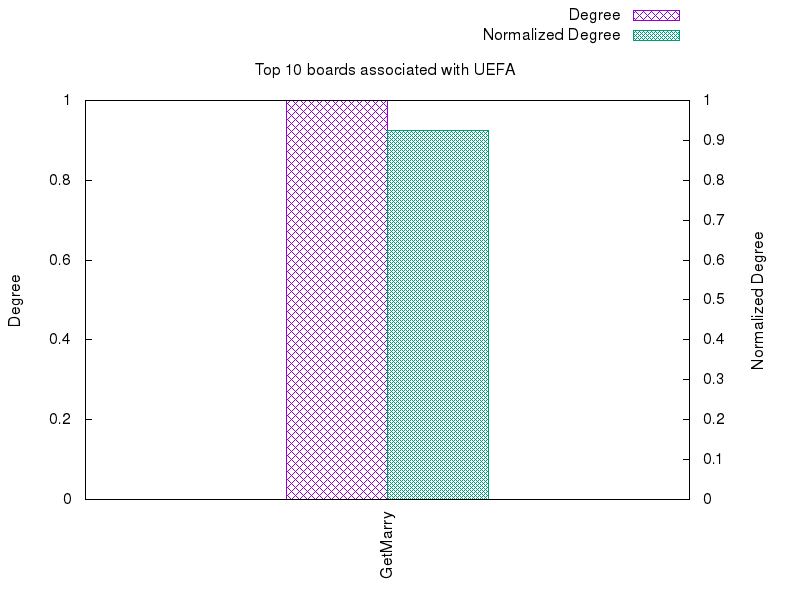 Degree
Normalized Degree
Top 10 boards associated with UEFA
1
0.8
0.6
0.4
0.2
0
Degree
1
0.9
0.8
0.7
0.6
0.5
0.4
0.3
0.2
0.1
0
Normalized Degree
GetMarry